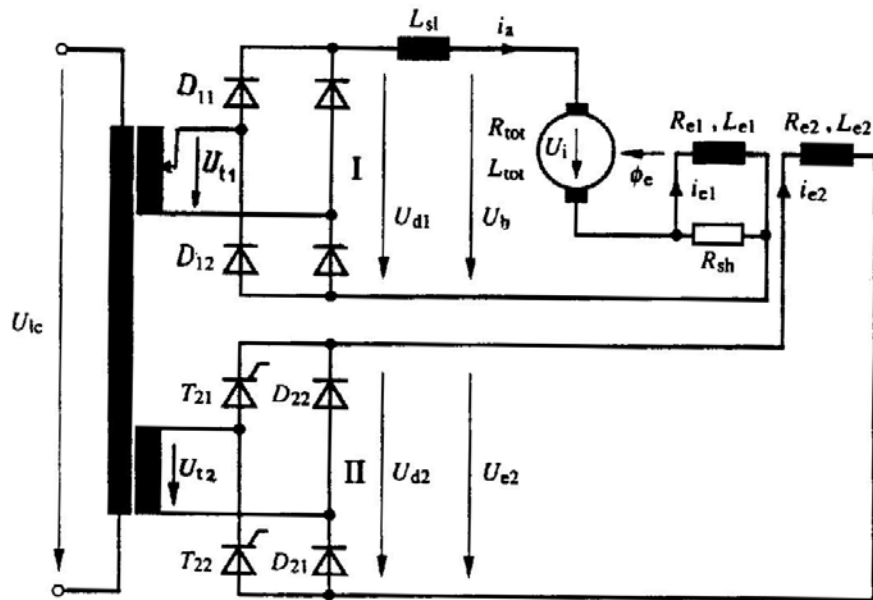 L_sl
i_a
D_11
R_tot
R_e1 , L_e1
R_e2, L_e2
U_t1
I
U_i
L_tot
ϕ_e
i_e1
i_e2
U_d1
U_b
D_12
R_sh
U_lc
T_21
D_22
U_t2
II
U_d2
U_e2
T_22
D_21